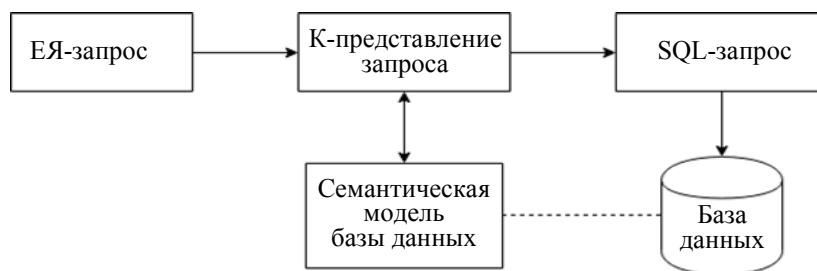 ЕЯ-запрос
К-представление
запроса
SQL-запрос
Семантическая
модель
базы данных
База
данных